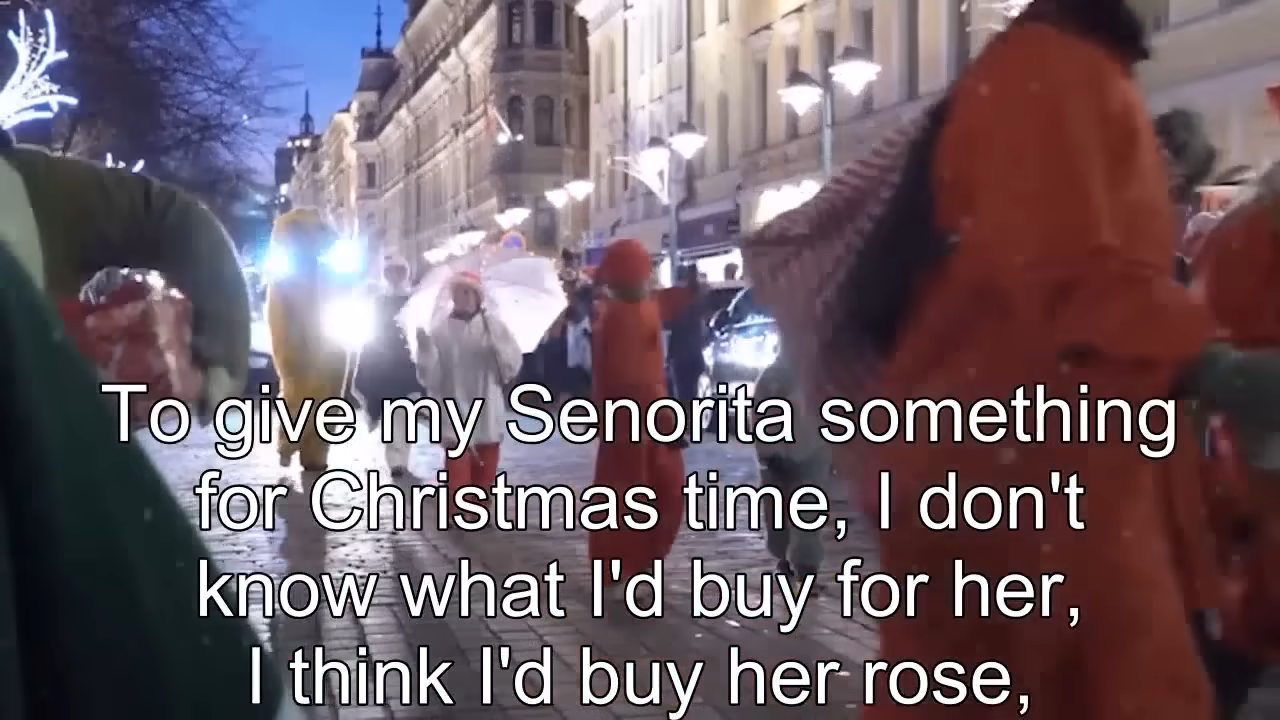 To give my Senorita something
for Christmas time, I don't
know what I'd buy for her,
I think I'd buy her rose,